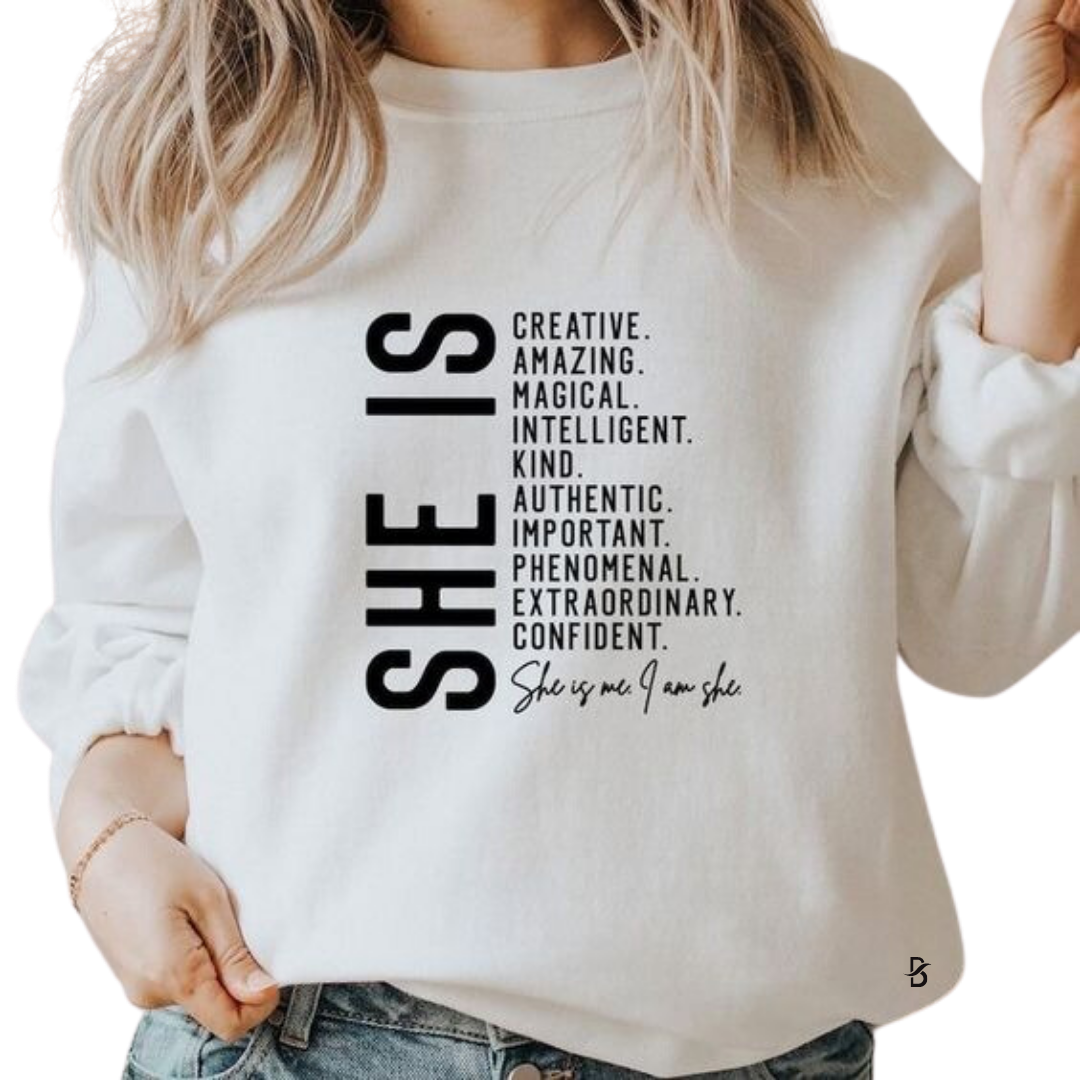 SHE IS
CREATIVE.
AMAZING.
MAGICAL.
INTELLIGENT.
KIND.
AUTHENTIC.
IMPORTANT.
PHENOMENAL.
EXTRAORDINARY.
CONFIDENT.
She is me. I am she.
B